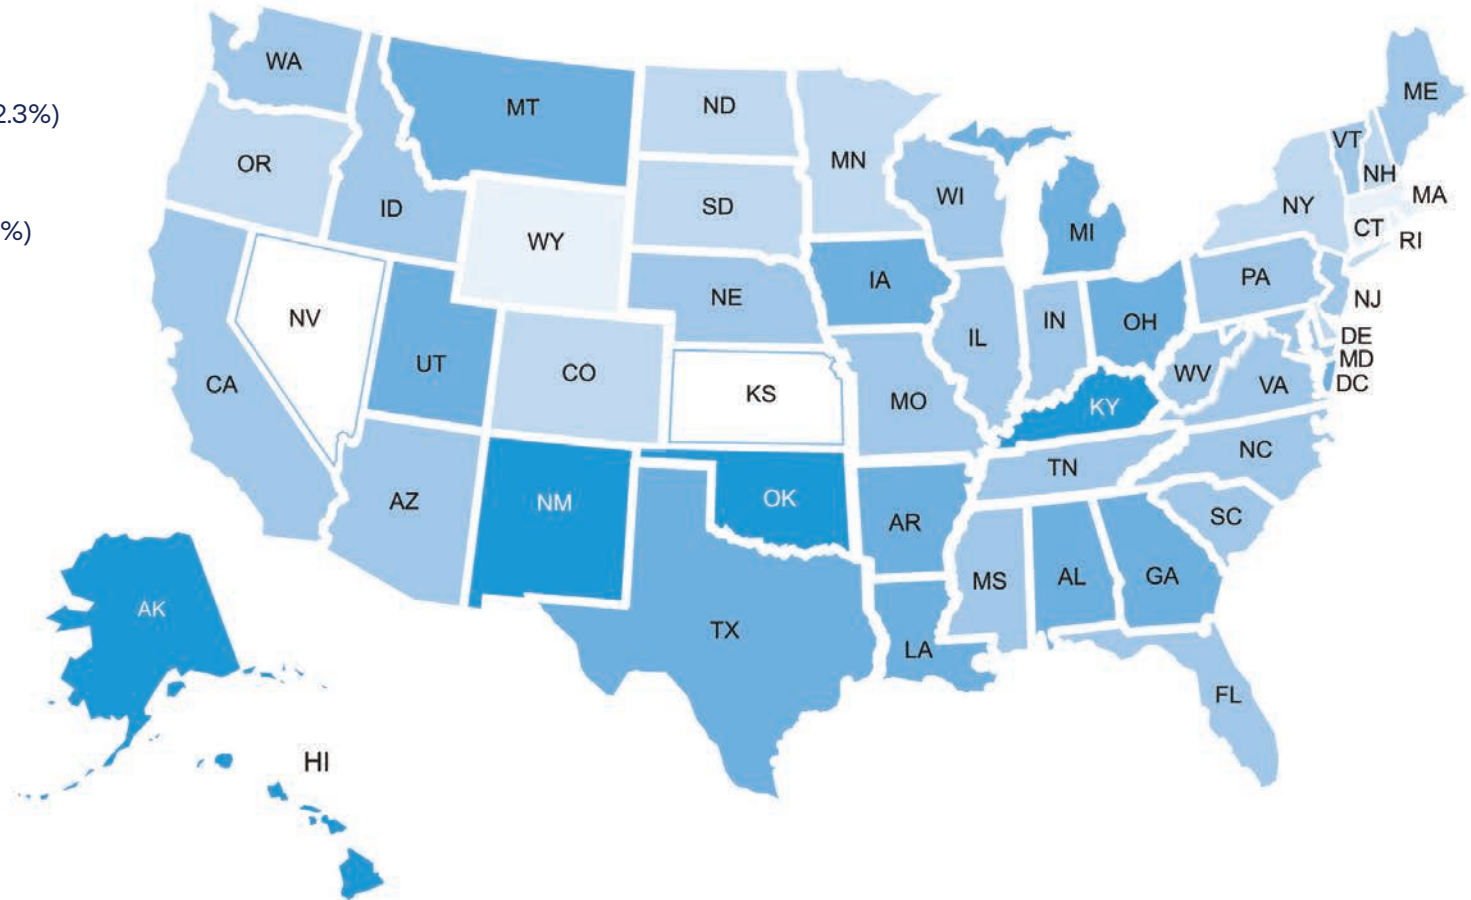 WA
2.3%)
MT
ND
OR
MN
ID
SD
WI
%)
WY
MI
IA
NE
NV
UT
CO
KS
CA
MO
IL
IN
OH
PA
NY
VT
NH
ME
MA
CT
RI
NJ
DE
MD
DC
WV
VA
KY
NC
TN
SC
AZ
NM
OK
AR
MS
AL
GA
TX
LA
FL
AK
HI